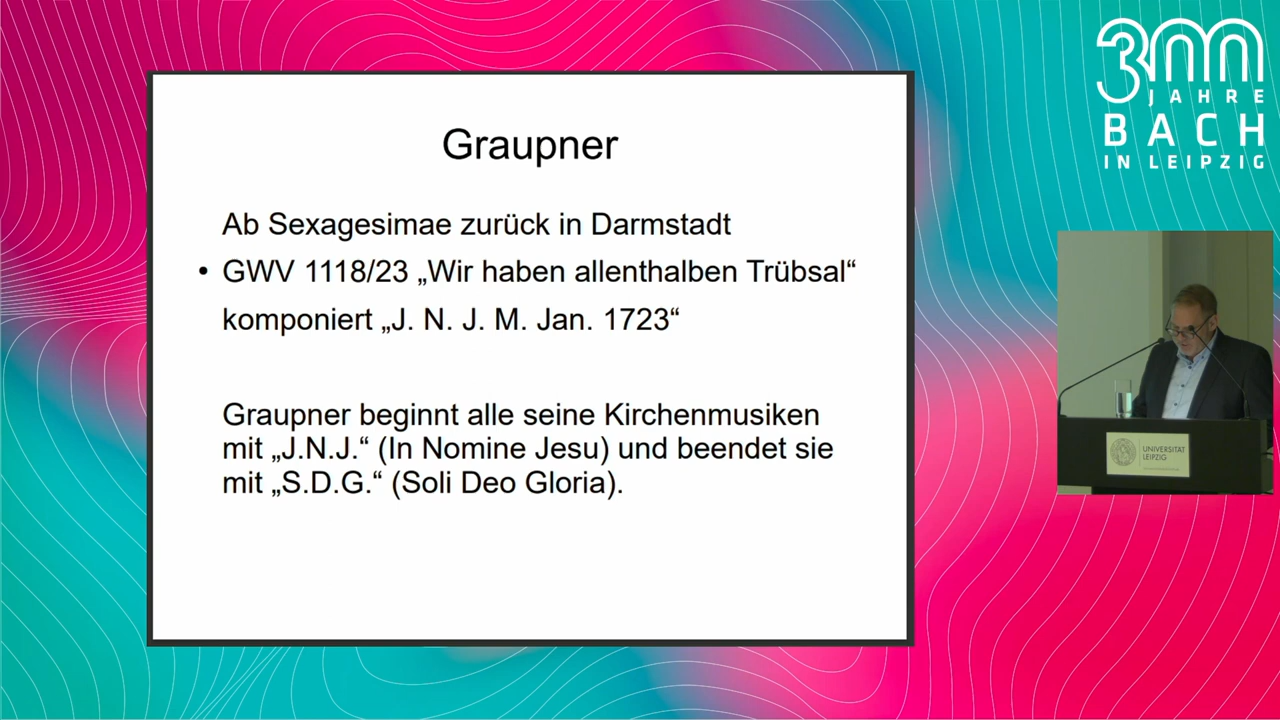 Graupner
Ab Sexagesimae zurück in Darmstadt
• GWV 1118/23 „Wir haben allenthalben Trübsal“
komponiert „J. N. J. M. Jan. 1723“
Graupner beginnt alle seine Kirchenmusiken
mit „J.N.J.“ (In Nomine Jesu) und beendet sie
mit „S.D.G.“ (Soli Deo Gloria).
300
JAHRE
BACH
IN LEIPZIG
UNIVERSITÄT
LEIPZIG